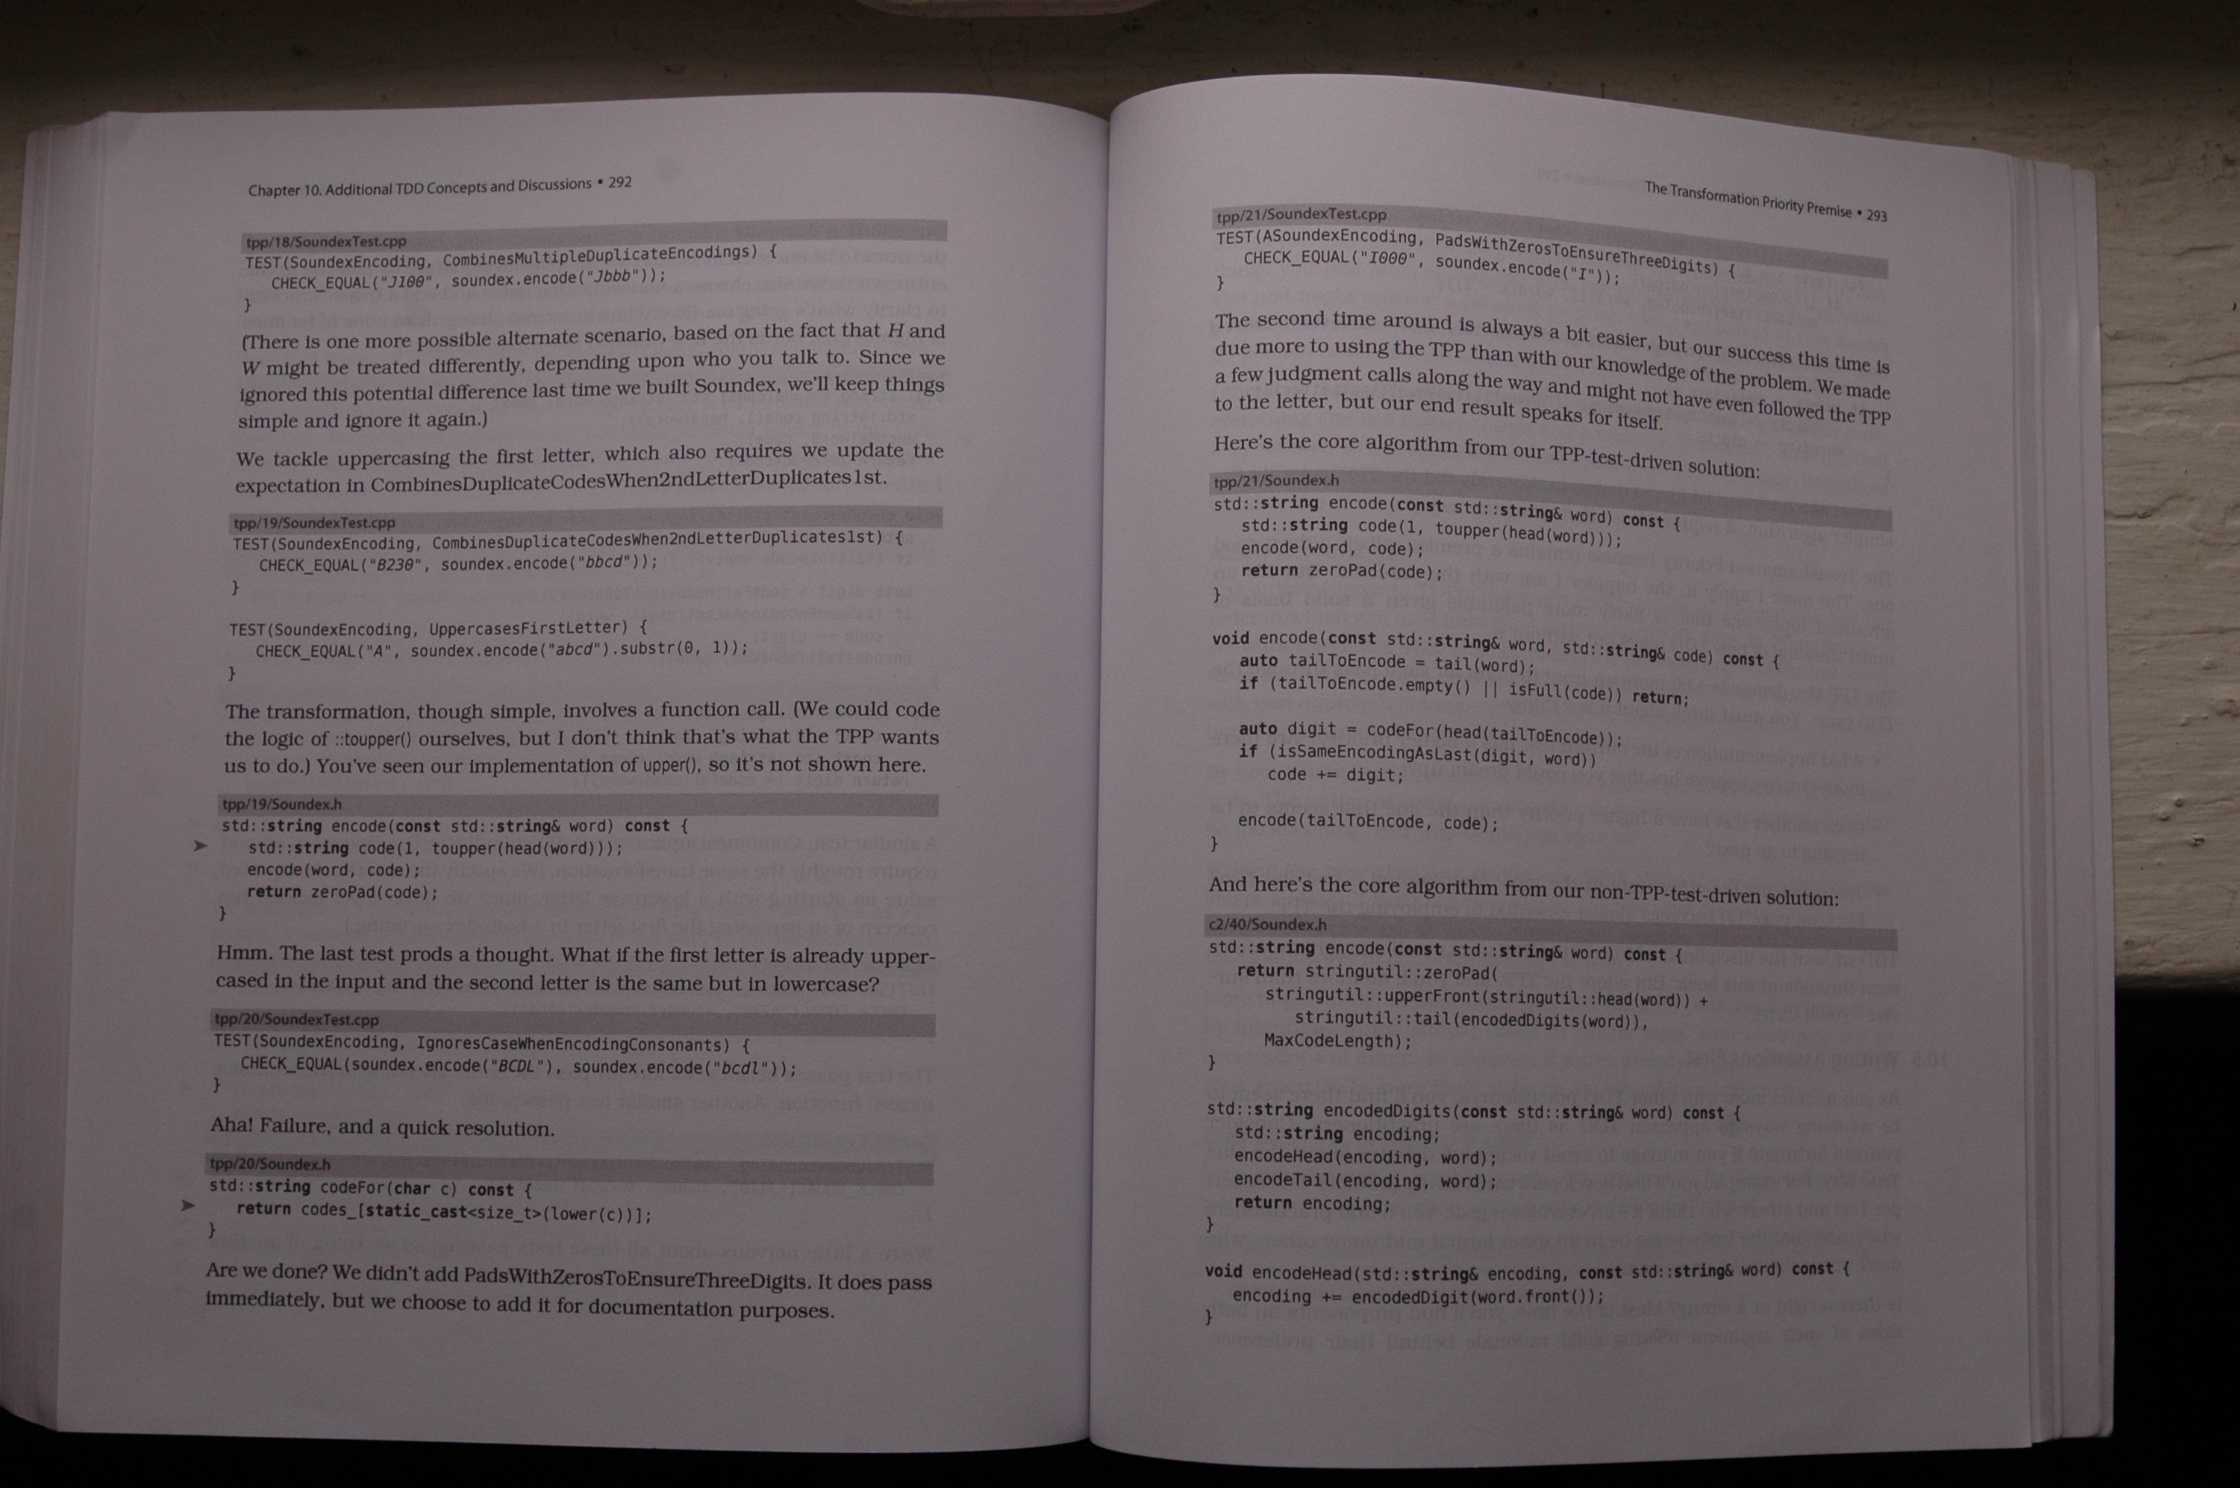 Chapter 10. Additional TDD Concepts and Discussions • 292
tpp/18/SoundexTest.cpp
TEST(SoundexEncoding, CombinesMultipleDuplicateEncodings) {
CHECK_EQUAL("J100", soundex.encode("Jbbb"));
}
(There is one more possible alternate scenario, based on the fact that H and
W might be treated differently, depending upon who you talk to. Since we
ignored this potential difference last time we built Soundex, we'll keep things
simple and ignore it again.)
We tackle uppercasing the first letter, which also requires we update the
expectation in CombinesDuplicateCodesWhen2ndLetterDuplicates1st.
tpp/19/SoundexTest.cpp
TEST(SoundexEncoding, CombinesDuplicateCodesWhen2ndLetterDuplicates1st) {
CHECK_EQUAL("B230", soundex.encode("bbcd"));
}
TEST(SoundexEncoding, UppercasesFirstLetter) {
CHECK_EQUAL("A", soundex.encode("abcd").substr(0, 1));
}
The transformation, though simple, involves a function call. (We could code
the logic of ::toupper() ourselves, but I don't think that's what the TPP wants
us to do.) You've seen our implementation of upper(), so it's not shown here.
tpp/19/Soundex.h
std::string encode(const std::string& word) const {
➤ std::string code(1, toupper(head(word)));
encode(word, code);
return zeroPad(code);
}
Hmm. The last test prods a thought. What if the first letter is already upper-
cased in the input and the second letter is the same but in lowercase?
tpp/20/SoundexTest.cpp
TEST(SoundexEncoding, IgnoresCaseWhenEncodingConsonants) {
CHECK_EQUAL(soundex.encode("BCDL"), soundex.encode("bcdl"));
}
Aha! Failure, and a quick resolution.
tpp/20/Soundex.h
std::string codeFor(char c) const {
➤ return codes_[static_cast<size_t>(lower(c))];
}
Are we done? We didn't add PadsWithZerosToEnsureThreeDigits. It does pass
immediately, but we choose to add it for documentation purposes.
The Transformation Priority Premise • 293
tpp/21/SoundexTest.cpp
TEST(ASoundexEncoding, PadsWithZerosToEnsureThreeDigits) {
CHECK_EQUAL("I000", soundex.encode("I"));
}
The second time around is always a bit easier, but our success this time is
due more to using the TPP than with our knowledge of the problem. We made
a few judgment calls along the way and might not have even followed the TPP
to the letter, but our end result speaks for itself.
Here's the core algorithm from our TPP-test-driven solution:
tpp/21/Soundex.h
std::string encode(const std::string& word) const {
std::string code(1, toupper(head(word)));
encode(word, code);
return zeroPad(code);
}
void encode(const std::string& word, std::string& code) const {
auto tailToEncode = tail(word);
if (tailToEncode.empty() || isFull(code)) return;
auto digit = codeFor(head(tailToEncode));
if (isSameEncodingAsLast(digit, word))
code += digit;
encode(tailToEncode, code);
}
And here's the core algorithm from our non-TPP-test-driven solution:
c2/40/Soundex.h
std::string encode(const std::string& word) const {
return stringutil::zeroPad(
stringutil::upperFront(stringutil::head(word)) +
stringutil::tail(encodedDigits(word)),
MaxCodeLength);
}
std::string encodedDigits(const std::string& word) const {
std::string encoding;
encodeHead(encoding, word);
encodeTail(encoding, word);
return encoding;
}
void encodeHead(std::string& encoding, const std::string& word) const {
encoding += encodedDigit(word.front());
}